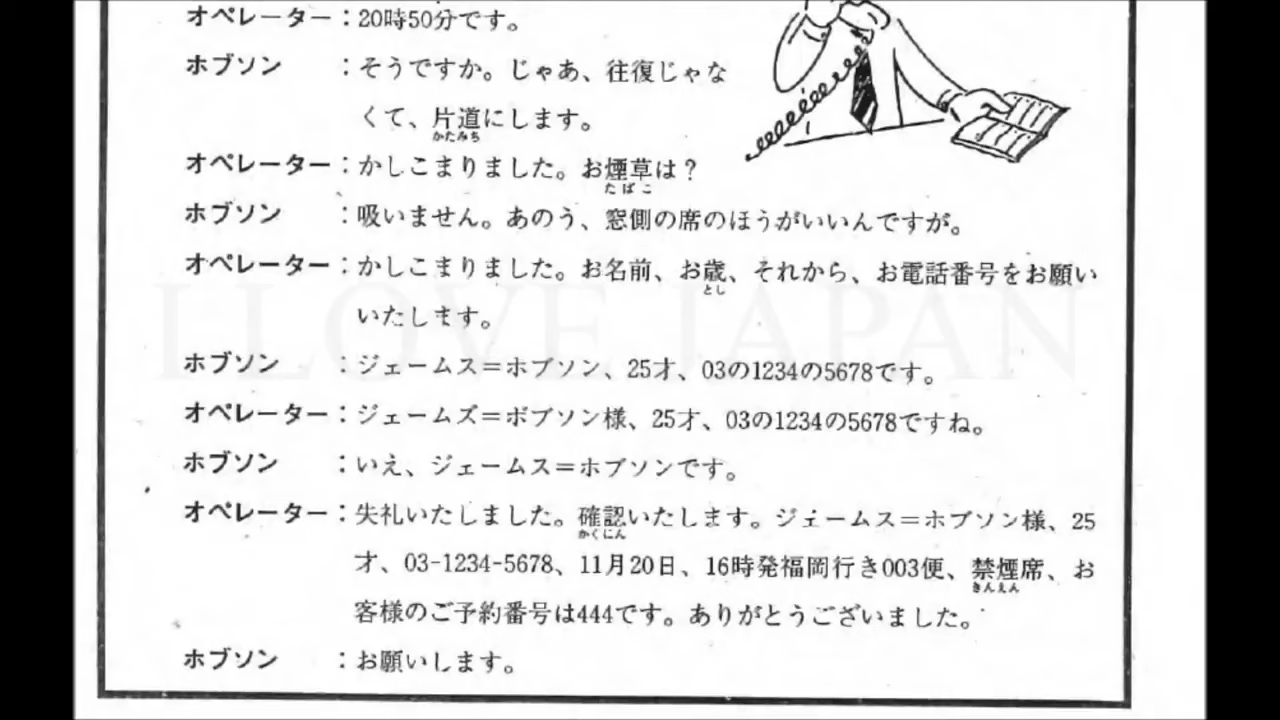 オペレーター：20時50分です。
ホブソン　　：そうですか。じゃあ、往復じゃな
くて、片道にします。
かたみち
オペレーター：かしこまりました。お煙草は？
たばこ
ホブソン　　：吸いません。あのう、窓側の席のほうがいいんですが。
オペレーター：かしこまりました。お名前、お歳、それから、お電話番号をお願い
とし
いたします。
ホブソン　　：ジェームス＝ホブソン、25才、03の1234の5678です。
オペレーター：ジェームズ＝ボブソン様、25才、03の1234の5678ですね。
ホブソン　　：いえ、ジェームス＝ホブソンです。
オペレーター：失礼いたしました。確認いたします。ジェームス＝ホブソン様、25
かくにん
才、03-1234-5678、11月20日、16時発福岡行き003便、禁煙席、お
きんえん
客様のご予約番号は444です。ありがとうございました。
ホブソン　　：お願いします。
I LOVE JAPAN